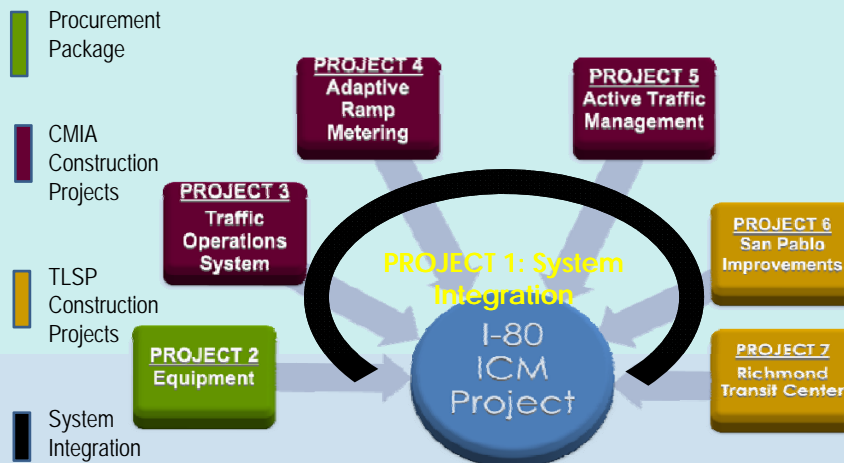 Procurement
Package
CMIA
Construction
Projects
TLSP
Construction
Projects
System
Integration
PROJECT 4
Adaptive
Ramp
Metering
PROJECT 5
Active Traffic
Management
PROJECT 3
Traffic
Operations
System
PROJECT 6
San Pablo
Improvements
PROJECT 1: System
Integration
PROJECT 2
Equipment
I-80
ICM
Project
PROJECT 7
Richmond
Transit Center